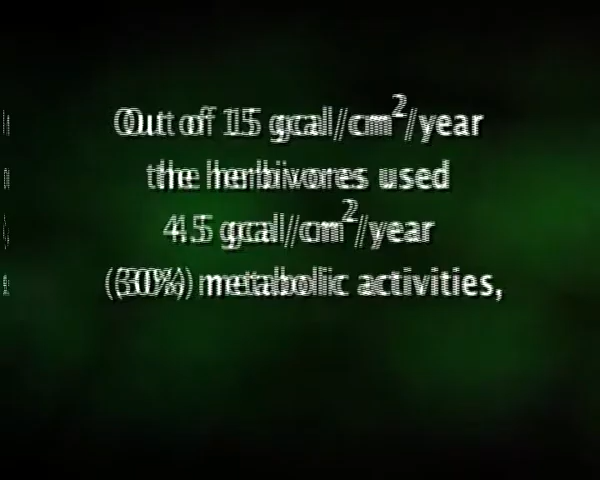 Out of 15 gcal/cm²/year
the herbivores used
4.5 gcal/cm²/year
(30%) metabolic activities,